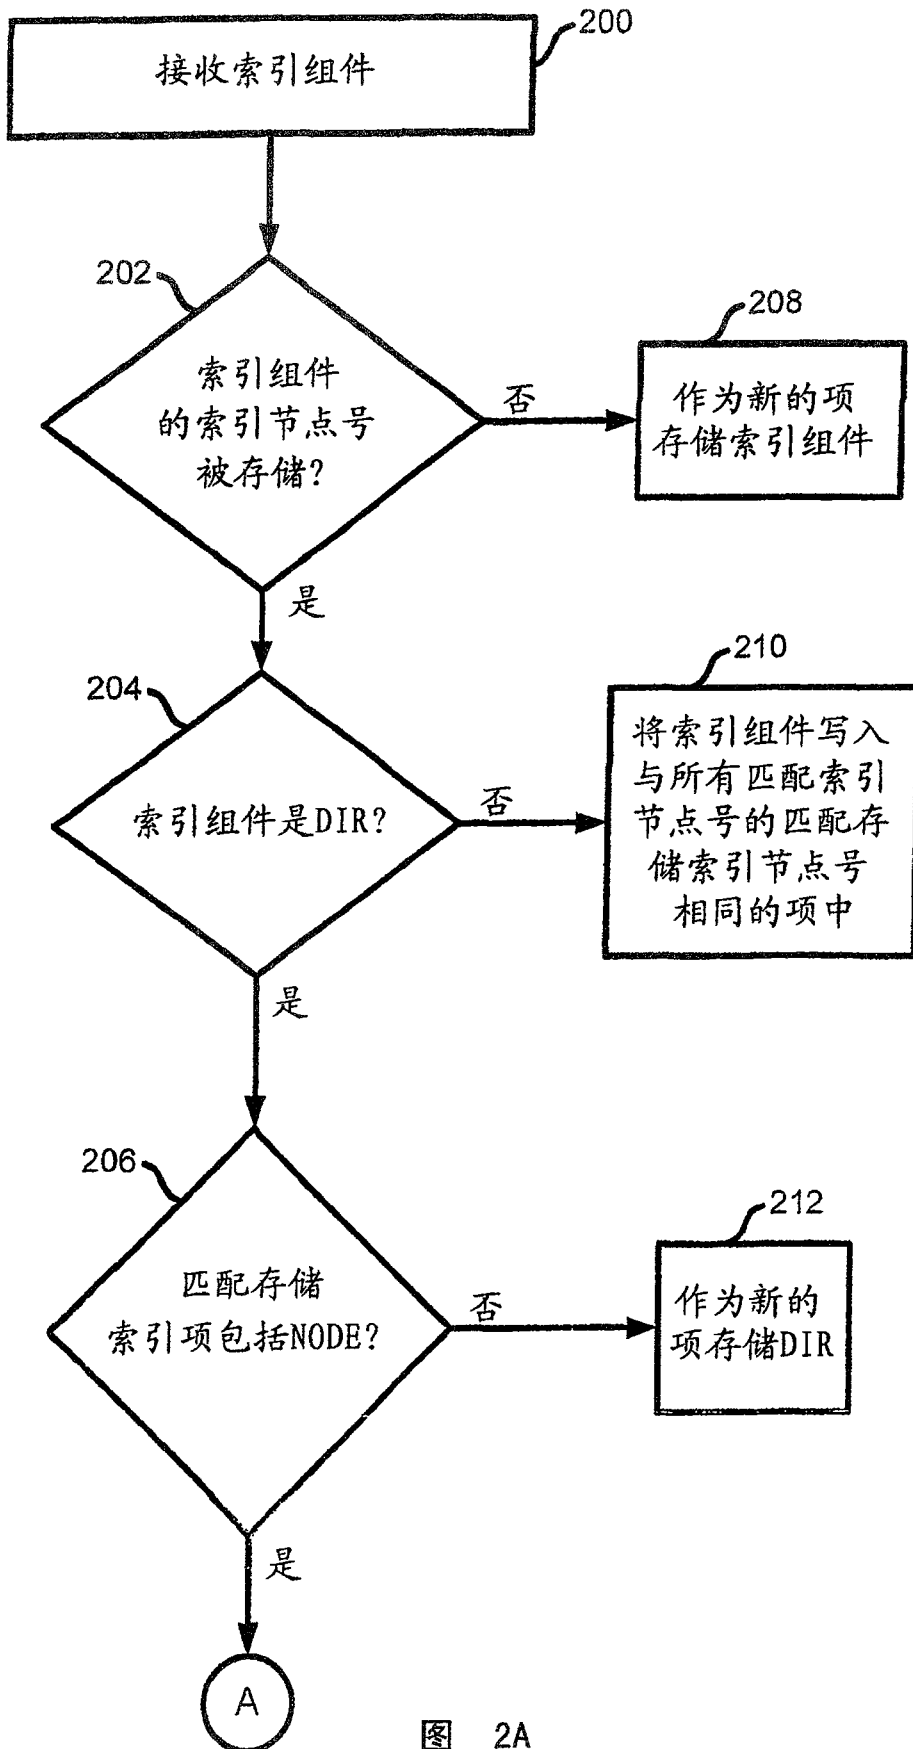 200
接收索引组件
202
索引组件
的索引节点号
被存储?
否
208
作为新的项
存储索引组件
是
204
索引组件是DIR?
否
210
将索引组件写入
与所有匹配索引
节点号的匹配存
储索引节点号
相同的项中
是
206
匹配存储
索引项包括NODE?
否
212
作为新的
项存储DIR
是
A
图 2A